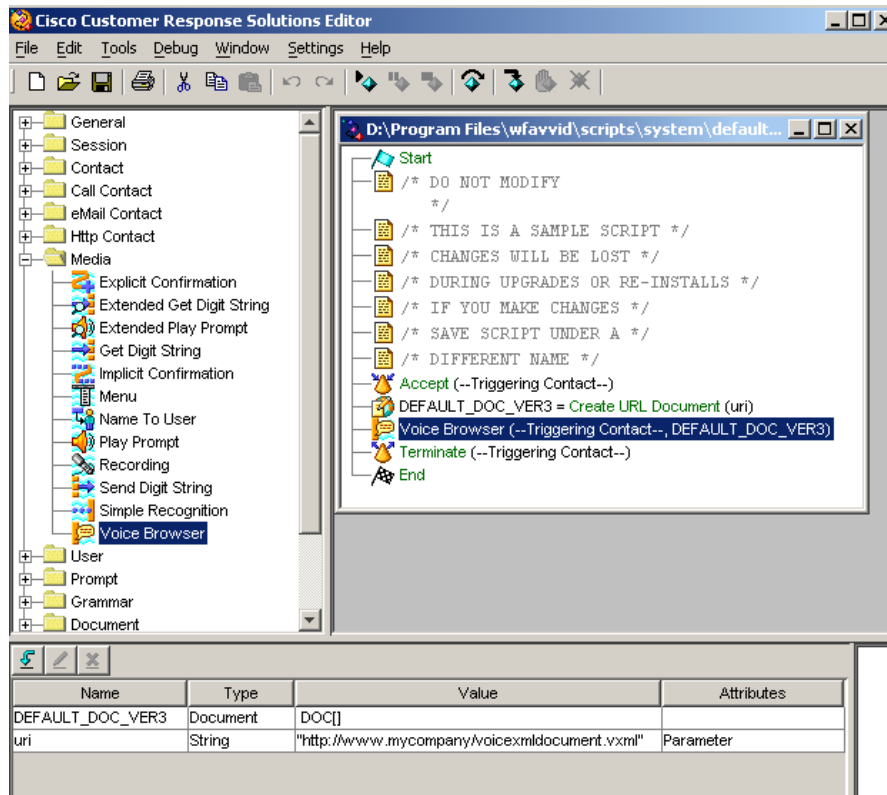 Cisco Customer Response Solutions Editor
File Edit Tools Debug Window Settings Help
General
Session
Contact
Call Contact
eMail Contact
Http Contact
Media
Explicit Confirmation
Extended Get Digit String
Extended Play Prompt
Get Digit String
Implicit Confirmation
Menu
Name To User
Play Prompt
Recording
Send Digit String
Simple Recognition
Voice Browser
User
Prompt
Grammar
Document
D:\Program Files\wfavvid\scripts\system\default...
Start
/* DO NOT MODIFY
*/
/* THIS IS A SAMPLE SCRIPT */
/* CHANGES WILL BE LOST */
/* DURING UPGRADES OR RE-INSTALLS */
/* IF YOU MAKE CHANGES */
/* SAVE SCRIPT UNDER A */
/* DIFFERENT NAME */
Accept (--Triggering Contact--)
DEFAULT_DOC_VER3 = Create URL Document (uri)
Voice Browser (--Triggering Contact--, DEFAULT_DOC_VER3)
Terminate (--Triggering Contact--)
End
Name Type Value Attributes
DEFAULT_DOC_VER3 Document DOC[]
uri String "http://www.mycompany/voicexmldocument.vxml" Parameter